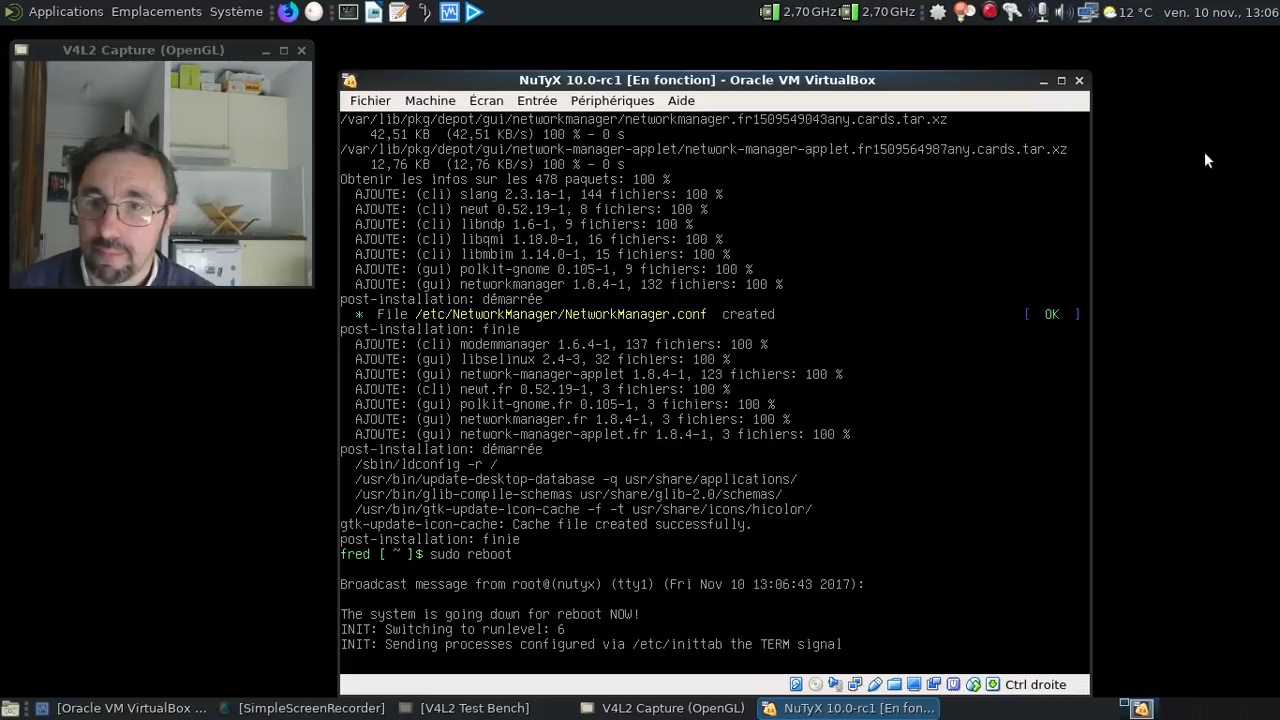 Applications Emplacements Système
2,70 GHz 2,70 GHz 12 °C ven. 10 nov., 13:06
V4L2 Capture (OpenGL)
NuTyX 10.0-rc1 [En fonction] - Oracle VM VirtualBox
Fichier Machine Écran Entrée Périphériques Aide
/var/lib/pkg/depot/gui/networkmanager/networkmanager.fr1509549043any.cards.tar.xz
42,51 KB (42,51 KB/s) 100 % - 0 s
/var/lib/pkg/depot/gui/network-manager-applet/network-manager-applet.fr1509564987any.cards.tar.xz
12,76 KB (12,76 KB/s) 100 % - 0 s
Obtenir les infos sur les 478 paquets: 100 %
AJOUTE: (cli) slang 2.3.1a-1, 144 fichiers: 100 %
AJOUTE: (cli) newt 0.52.19-1, 8 fichiers: 100 %
AJOUTE: (cli) libndp 1.6-1, 9 fichiers: 100 %
AJOUTE: (cli) libqmi 1.18.0-1, 16 fichiers: 100 %
AJOUTE: (cli) libmbim 1.14.0-1, 15 fichiers: 100 %
AJOUTE: (gui) polkit-gnome 0.105-1, 9 fichiers: 100 %
AJOUTE: (gui) networkmanager 1.8.4-1, 132 fichiers: 100 %
post-installation: démarrée
* File /etc/NetworkManager/NetworkManager.conf created [ OK ]
post-installation: finie
AJOUTE: (cli) modemmanager 1.6.4-1, 137 fichiers: 100 %
AJOUTE: (gui) libselinux 2.4-3, 32 fichiers: 100 %
AJOUTE: (gui) network-manager-applet 1.8.4-1, 123 fichiers: 100 %
AJOUTE: (cli) newt.fr 0.52.19-1, 3 fichiers: 100 %
AJOUTE: (gui) polkit-gnome.fr 0.105-1, 3 fichiers: 100 %
AJOUTE: (gui) networkmanager.fr 1.8.4-1, 3 fichiers: 100 %
AJOUTE: (gui) network-manager-applet.fr 1.8.4-1, 3 fichiers: 100 %
post-installation: démarrée
/sbin/ldconfig -r /
/usr/bin/update-desktop-database -q usr/share/applications/
/usr/bin/glib-compile-schemas usr/share/glib-2.0/schemas/
/usr/bin/gtk-update-icon-cache -f -t usr/share/icons/hicolor/
gtk-update-icon-cache: Cache file created successfully.
post-installation: finie
fred [ ~ ]$ sudo reboot
Broadcast message from root@(nutyx) (tty1) (Fri Nov 10 13:06:43 2017):
The system is going down for reboot NOW!
INIT: Switching to runlevel: 6
INIT: Sending processes configured via /etc/inittab the TERM signal
Ctrl droite
[Oracle VM VirtualBox ... [SimpleScreenRecorder] [V4L2 Test Bench] V4L2 Capture (OpenGL) NuTyX 10.0-rc1 [En fon...